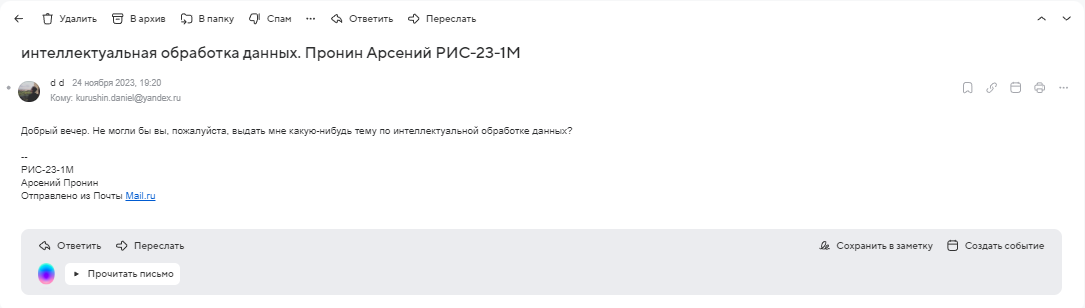 Удалить В архив В папку Спам Ответить Переслать
интеллектуальная обработка данных. Пронин Арсений РИС-23-1М
d d 24 ноября 2023, 19:20
Кому: kurushin.daniel@yandex.ru
Добрый вечер. Не могли бы вы, пожалуйста, выдать мне какую-нибудь тему по интеллектуальной обработке данных?
--
РИС-23-1М
Арсений Пронин
Отправлено из Почты Mail.ru
Ответить Переслать Сохранить в заметку Создать событие
Прочитать письмо